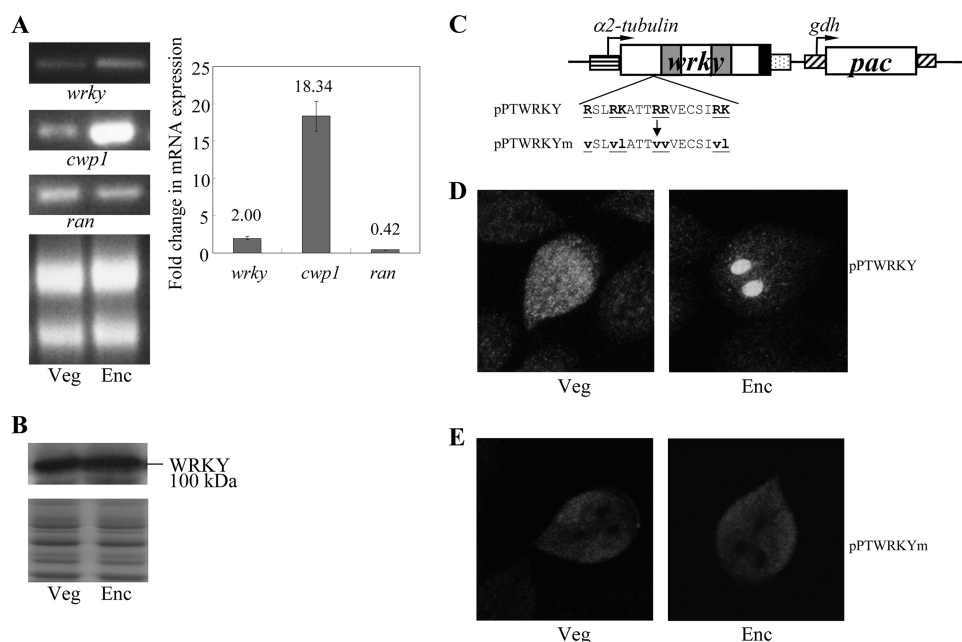 A
wrky
cwp1
ran
Veg Enc
Fold change in mRNA expression
25
20
15
10
5
0
2.00
18.34
0.42
wrky cwp1 ran
B
WRKY
100 kDa
Veg Enc
C
α2-tubulin
gdh
wrky
pac
pPTWRKY RSLRKATTRRVECSIRK
pPTWRKYm vSLvlATTvvVECSIvl
D
pPTWRKY
Veg Enc
E
pPTWRKYm
Veg Enc